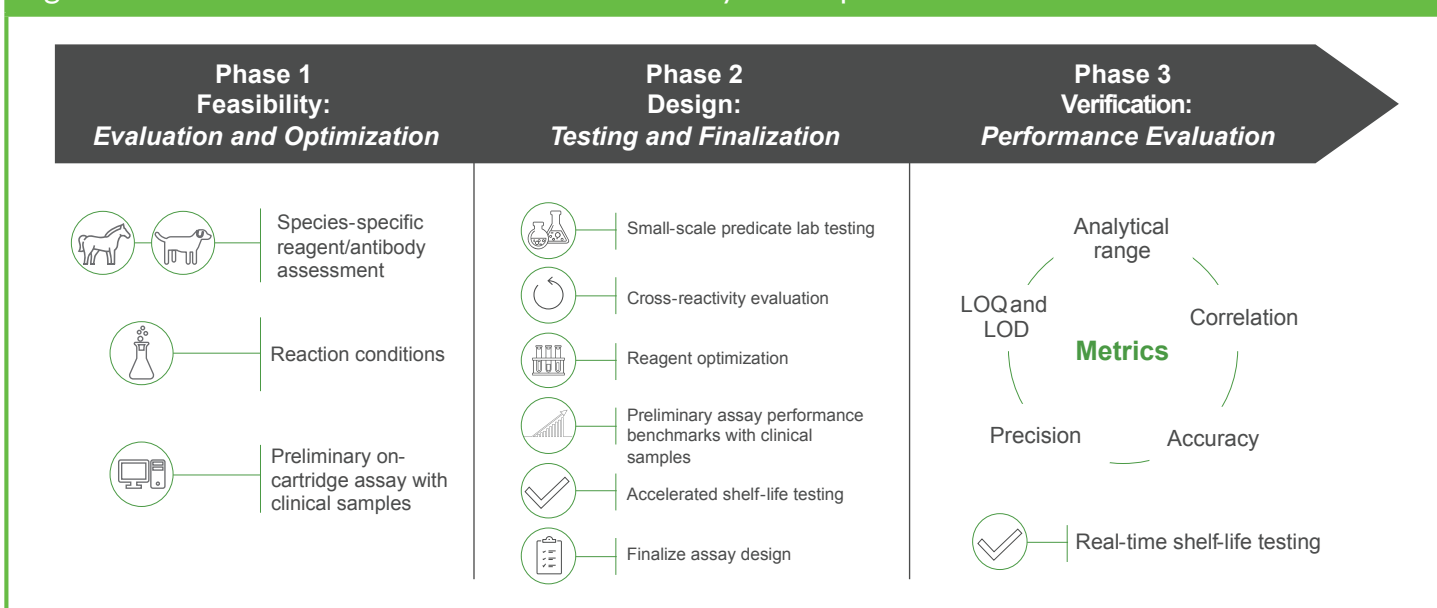 Phase 1
Feasibility:
Evaluation and Optimization
Phase 2
Design:
Testing and Finalization
Phase 3
Verification:
Performance Evaluation
Species-specific
reagent/antibody
assessment
Reaction conditions
Preliminary on-
cartridge assay with
clinical samples
Small-scale predicate lab testing
Cross-reactivity evaluation
Reagent optimization
Preliminary assay performance
benchmarks with clinical
samples
Accelerated shelf-life testing
Finalize assay design
Analytical
range
LOQ and
LOD
Correlation
Metrics
Precision
Accuracy
Real-time shelf-life testing